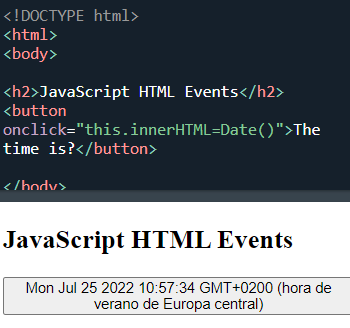 <!DOCTYPE html>
<html>
<body>
<h2>JavaScript HTML Events</h2>
<button
onclick="this.innerHTML=Date()">The
time is?</button>
</body>
JavaScript HTML Events
Mon Jul 25 2022 10:57:34 GMT+0200 (hora de
verano de Europa central)